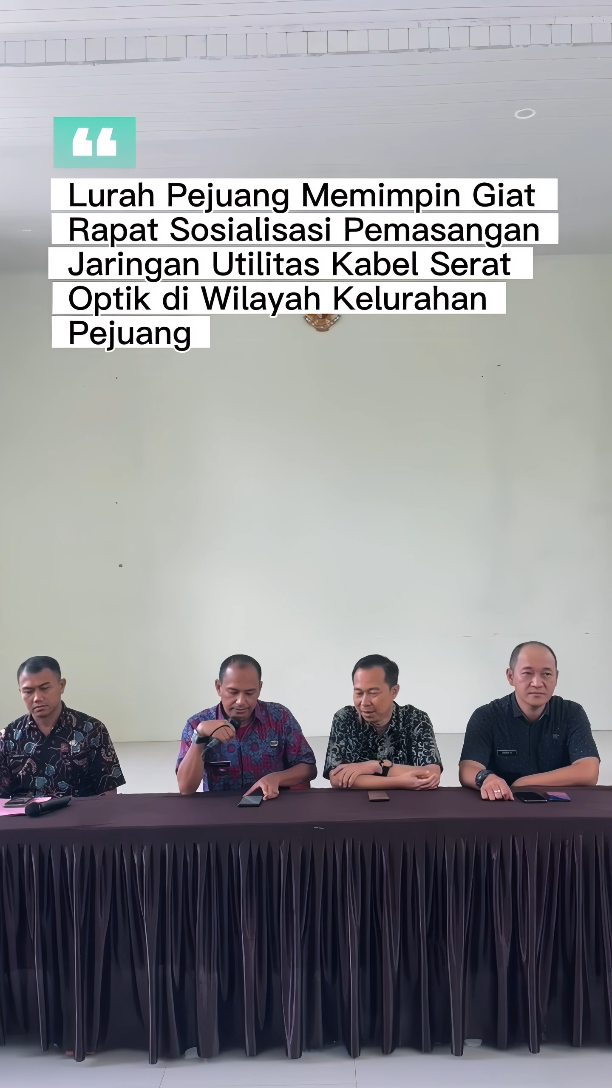 Lurah Pejuang Memimpin Giat
Rapat Sosialisasi Pemasangan
Jaringan Utilitas Kabel Serat
Optik di Wilayah Kelurahan
Pejuang